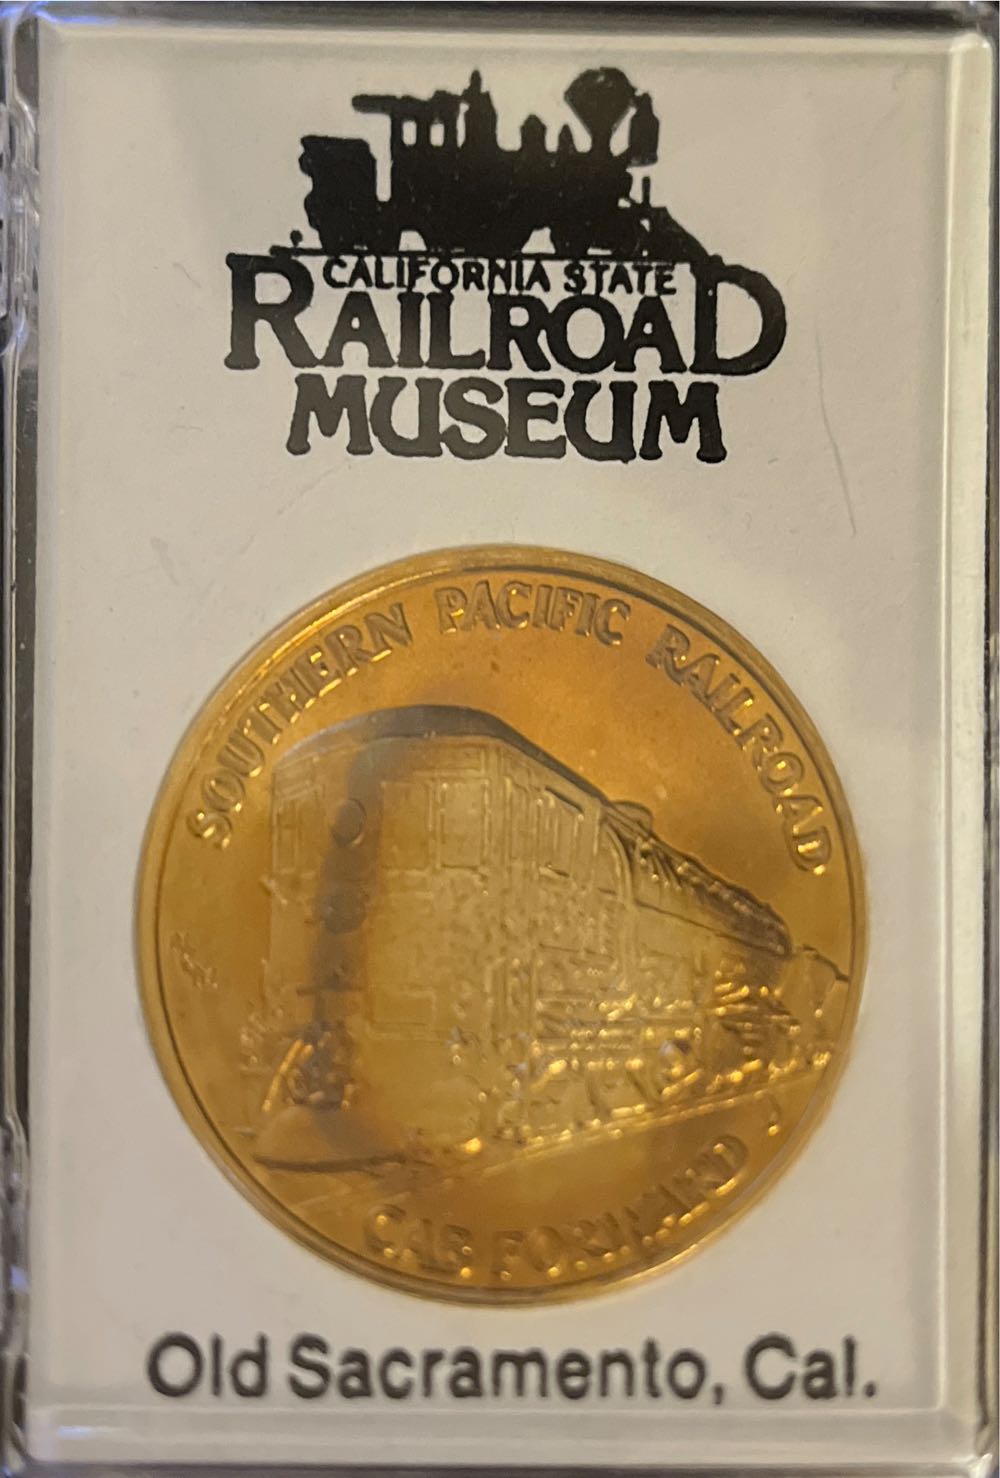 CALIFORNIA STATE
RAILROAD
MUSEUM
SOUTHERN PACIFIC RAILROAD
CAB FORWARD
Old Sacramento, Cal.